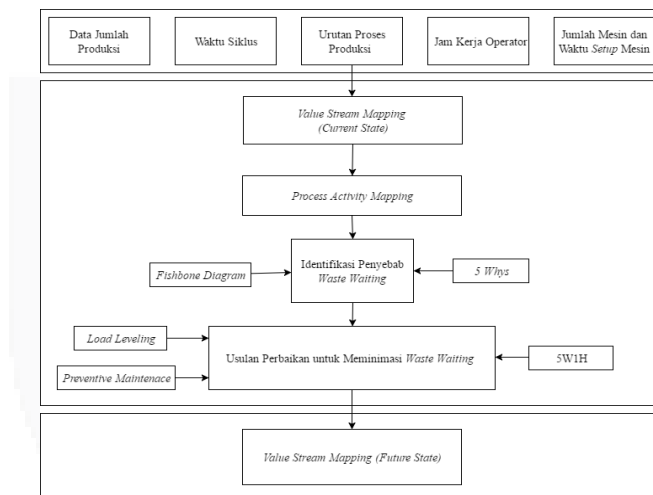 Data Jumlah
Produksi
Waktu Siklus
Urutan Proses
Produksi
Jam Kerja Operator
Jumlah Mesin dan
Waktu Setup Mesin
Value Stream Mapping
(Current State)
Process Activity Mapping
Identifikasi Penyebab
Waste Waiting
Fishbone Diagram
5 Whys
Load Leveling
Usulan Perbaikan untuk Meminimasi Waste Waiting
5W1H
Preventive Maintenace
Value Stream Mapping (Future State)